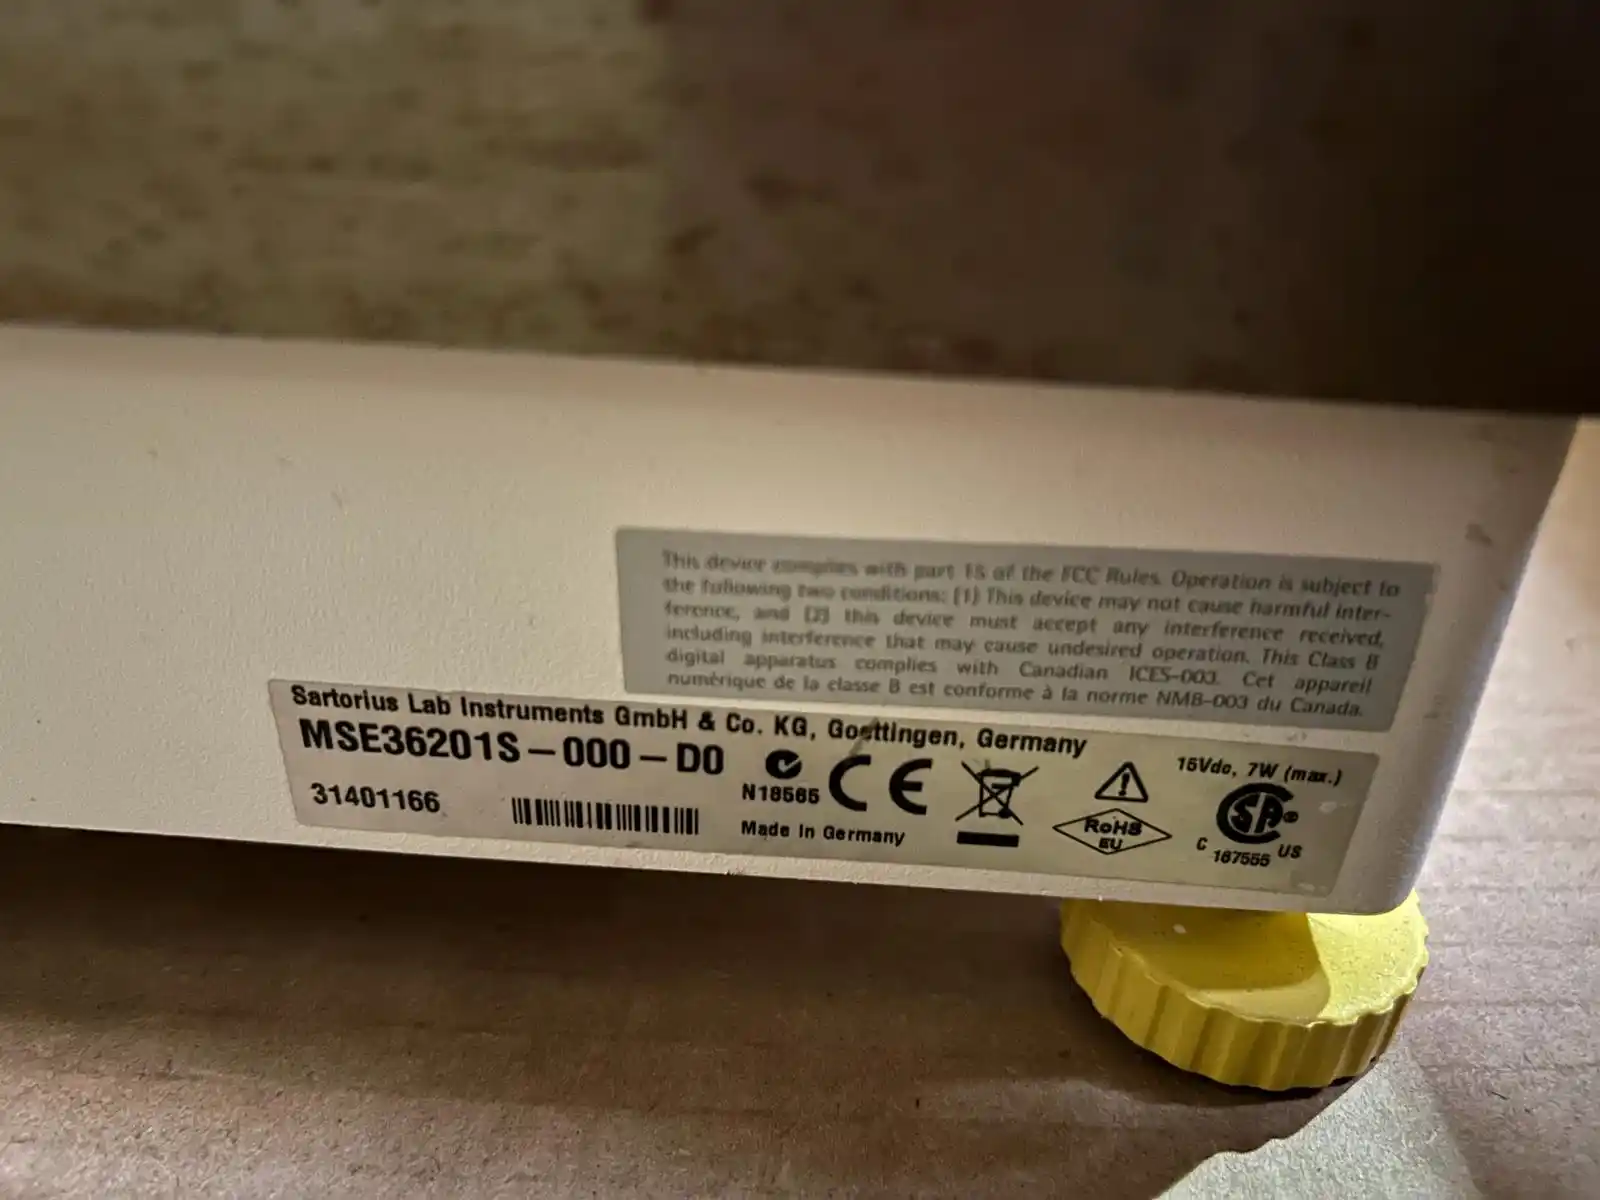 This device complies with part 15 of the FCC Rules. Operation is subject to
the following two conditions: (1) This device may not cause harmful inter-
ference, and (2) this device must accept any interference received,
including interference that may cause undesired operation. This Class B
digital apparatus complies with Canadian ICES-003. Cet appareil
numérique de la classe B est conforme à la norme NMB-003 du Canada.
Sartorius Lab Instruments GmbH & Co. KG, Goettingen, Germany
MSE36201S-000-D0
31401166
N18565
Made in Germany
CE
RoHS
EU
15Vdc, 7W (max.)
SA®
C 167555 US